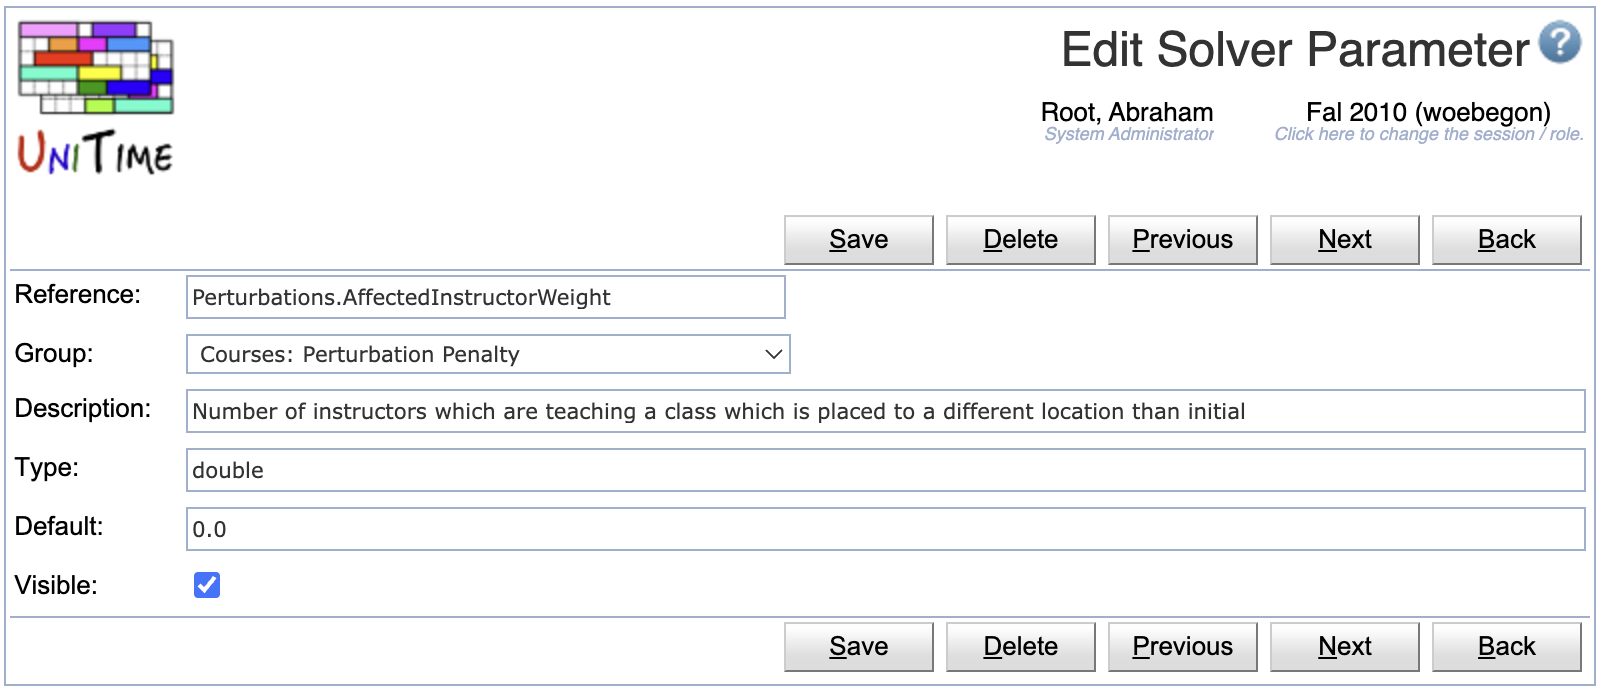 UNITIME
Edit Solver Parameter ?
Root, Abraham Fal 2010 (woebegon)
System Administrator Click here to change the session / role.
Save Delete Previous Next Back
Reference: Perturbations.AffectedInstructorWeight
Group: Courses: Perturbation Penalty
Description: Number of instructors which are teaching a class which is placed to a different location than initial
Type: double
Default: 0.0
Visible:
Save Delete Previous Next Back